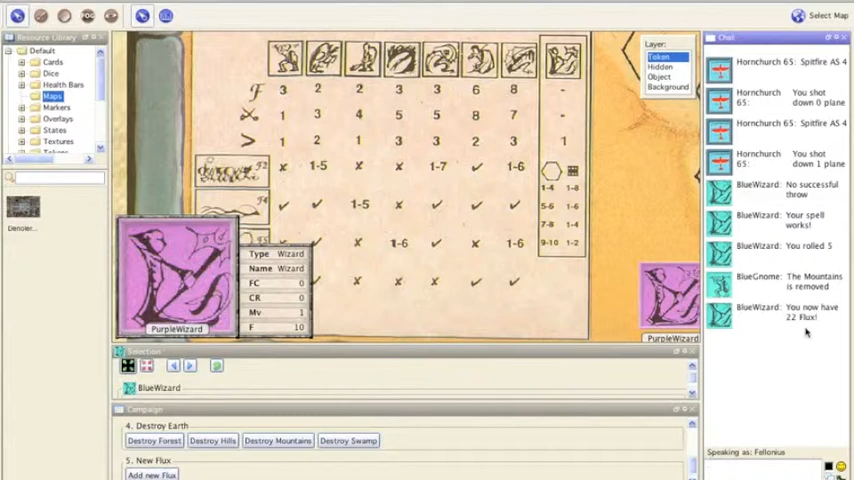 Select Map
Resource Library
Default
Cards
Dice
Health Bars
Maps
Markers
Overlays
States
Textures
Tokens
Denoler...
F 3 2 2 3 3 6 8 -
1 3 4 5 5 8 7 -
> 1 2 1 3 3 2 3 1
F2 x 1-5 x x 1-7 ✓ 1-6
1-4 1-8
F4 ✓ ✓ 1-5 x ✓ ✓ ✓
5-6 1-6
7-8 1-4
F5 ✓ x 1-6 ✓ x 1-6
9-10 1-2
✓ x x x ✓ ✓
Layer:
Token
Hidden
Object
Background
PurpleWizard
Type Wizard
Name Wizard
FC 0
CR 0
Mv 1
F 10
PurpleWizard
Selection
BlueWizard
Campaign
4. Destroy Earth
Destroy Forest Destroy Hills Destroy Mountains Destroy Swamp
5. New Flux
Add new Flux
Chat
Hornchurch 65: Spitfire AS 4
Hornchurch 65: You shot down 0 plane
Hornchurch 65: Spitfire AS 4
Hornchurch 65: You shot down 1 plane
BlueWizard: No successful throw
BlueWizard: Your spell works!
BlueWizard: You rolled 5
BlueGnome: The Mountains is removed
BlueWizard: You now have 22 Flux!
Speaking as: Fellonius